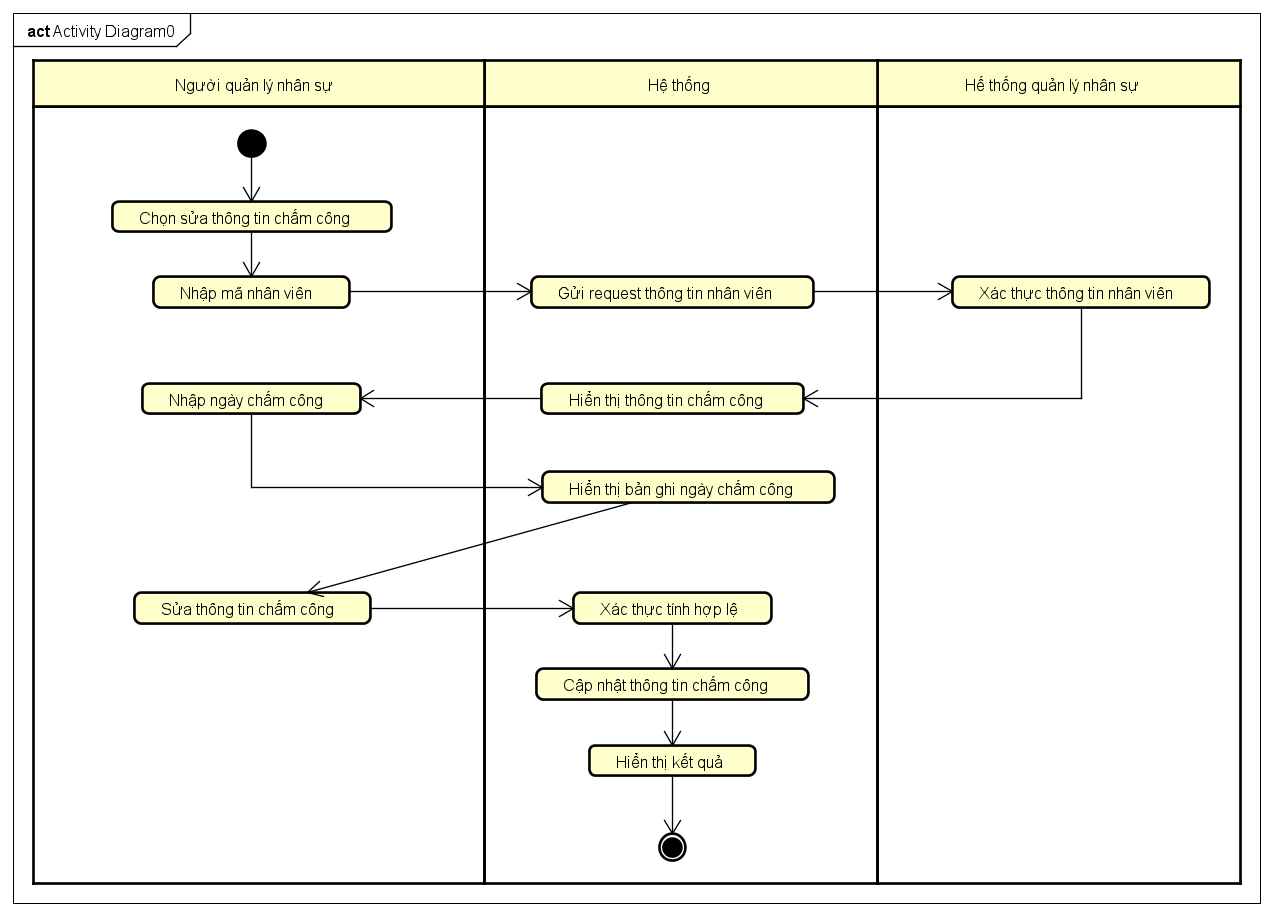 act Activity Diagram0
Người quản lý nhân sự
Hệ thống
Hế thống quản lý nhân sự
Chọn sửa thông tin chấm công
Nhập mã nhân viên
Gửi request thông tin nhân viên
Xác thực thông tin nhân viên
Nhập ngày chấm công
Hiển thị thông tin chấm công
Hiển thị bản ghi ngày chấm công
Sửa thông tin chấm công
Xác thực tính hợp lệ
Cập nhật thông tin chấm công
Hiển thị kết quả